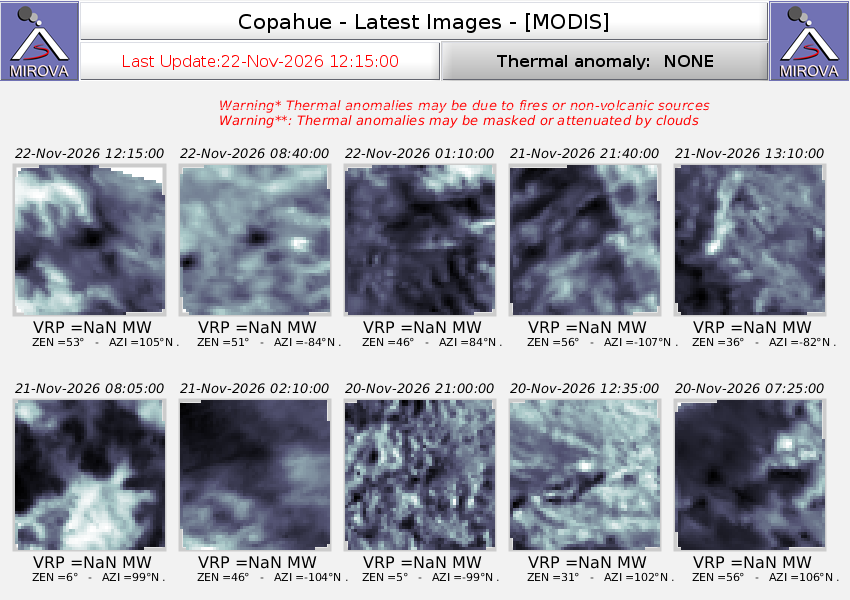 Copahue - Latest Images - [MODIS]
MIROVA
Last Update:22-Nov-2026 12:15:00
Thermal anomaly: NONE
MIROVA
Warning* Thermal anomalies may be due to fires or non-volcanic sources
Warning**: Thermal anomalies may be masked or attenuated by clouds
22-Nov-2026 12:15:00
22-Nov-2026 08:40:00
22-Nov-2026 01:10:00
21-Nov-2026 21:40:00
21-Nov-2026 13:10:00
VRP =NaN MW
VRP =NaN MW
VRP =NaN MW
VRP =NaN MW
VRP =NaN MW
ZEN =53° - AZI =105°N .
ZEN =51° - AZI =-84°N .
ZEN =46° - AZI =84°N .
ZEN =56° - AZI =-107°N .
ZEN =36° - AZI =-82°N .
21-Nov-2026 08:05:00
21-Nov-2026 02:10:00
20-Nov-2026 21:00:00
20-Nov-2026 12:35:00
20-Nov-2026 07:25:00
VRP =NaN MW
VRP =NaN MW
VRP =NaN MW
VRP =NaN MW
VRP =NaN MW
ZEN =6° - AZI =99°N .
ZEN =46° - AZI =-104°N .
ZEN =5° - AZI =-99°N .
ZEN =31° - AZI =102°N .
ZEN =56° - AZI =106°N .